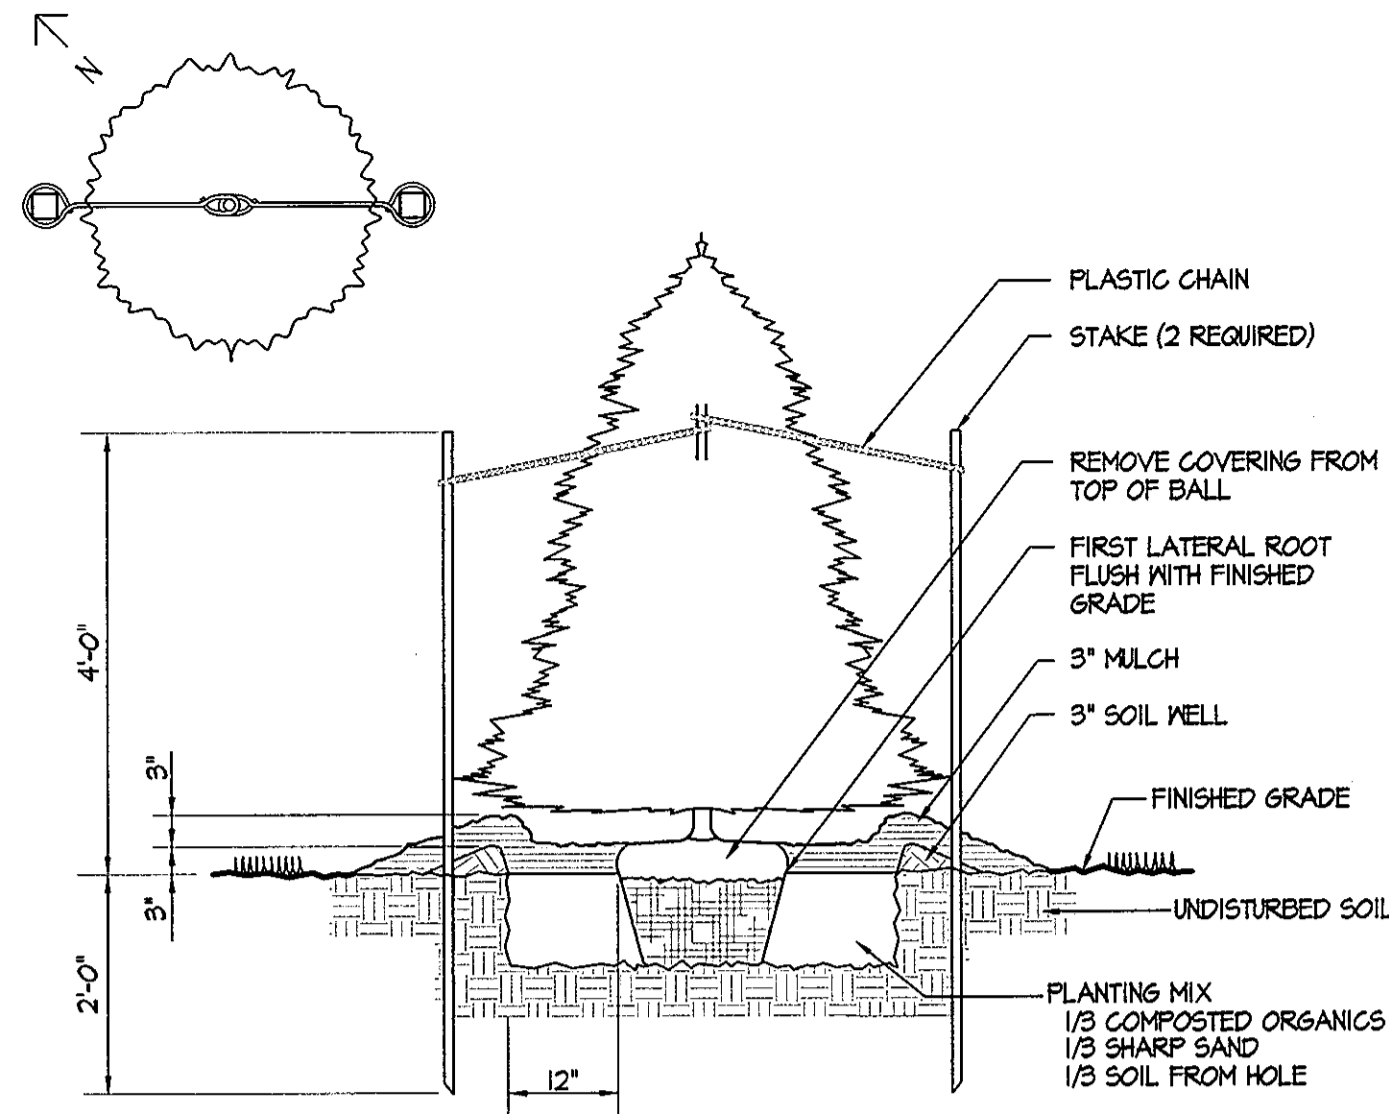 N
PLASTIC CHAIN
STAKE (2 REQUIRED)
REMOVE COVERING FROM
TOP OF BALL
FIRST LATERAL ROOT
FLUSH WITH FINISHED
GRADE
3" MULCH
3" SOIL WELL
FINISHED GRADE
UNDISTURBED SOIL
PLANTING MIX
1/3 COMPOSTED ORGANICS
1/3 SHARP SAND
1/3 SOIL FROM HOLE
4'-0"
3"
3"
2'-0"
12"